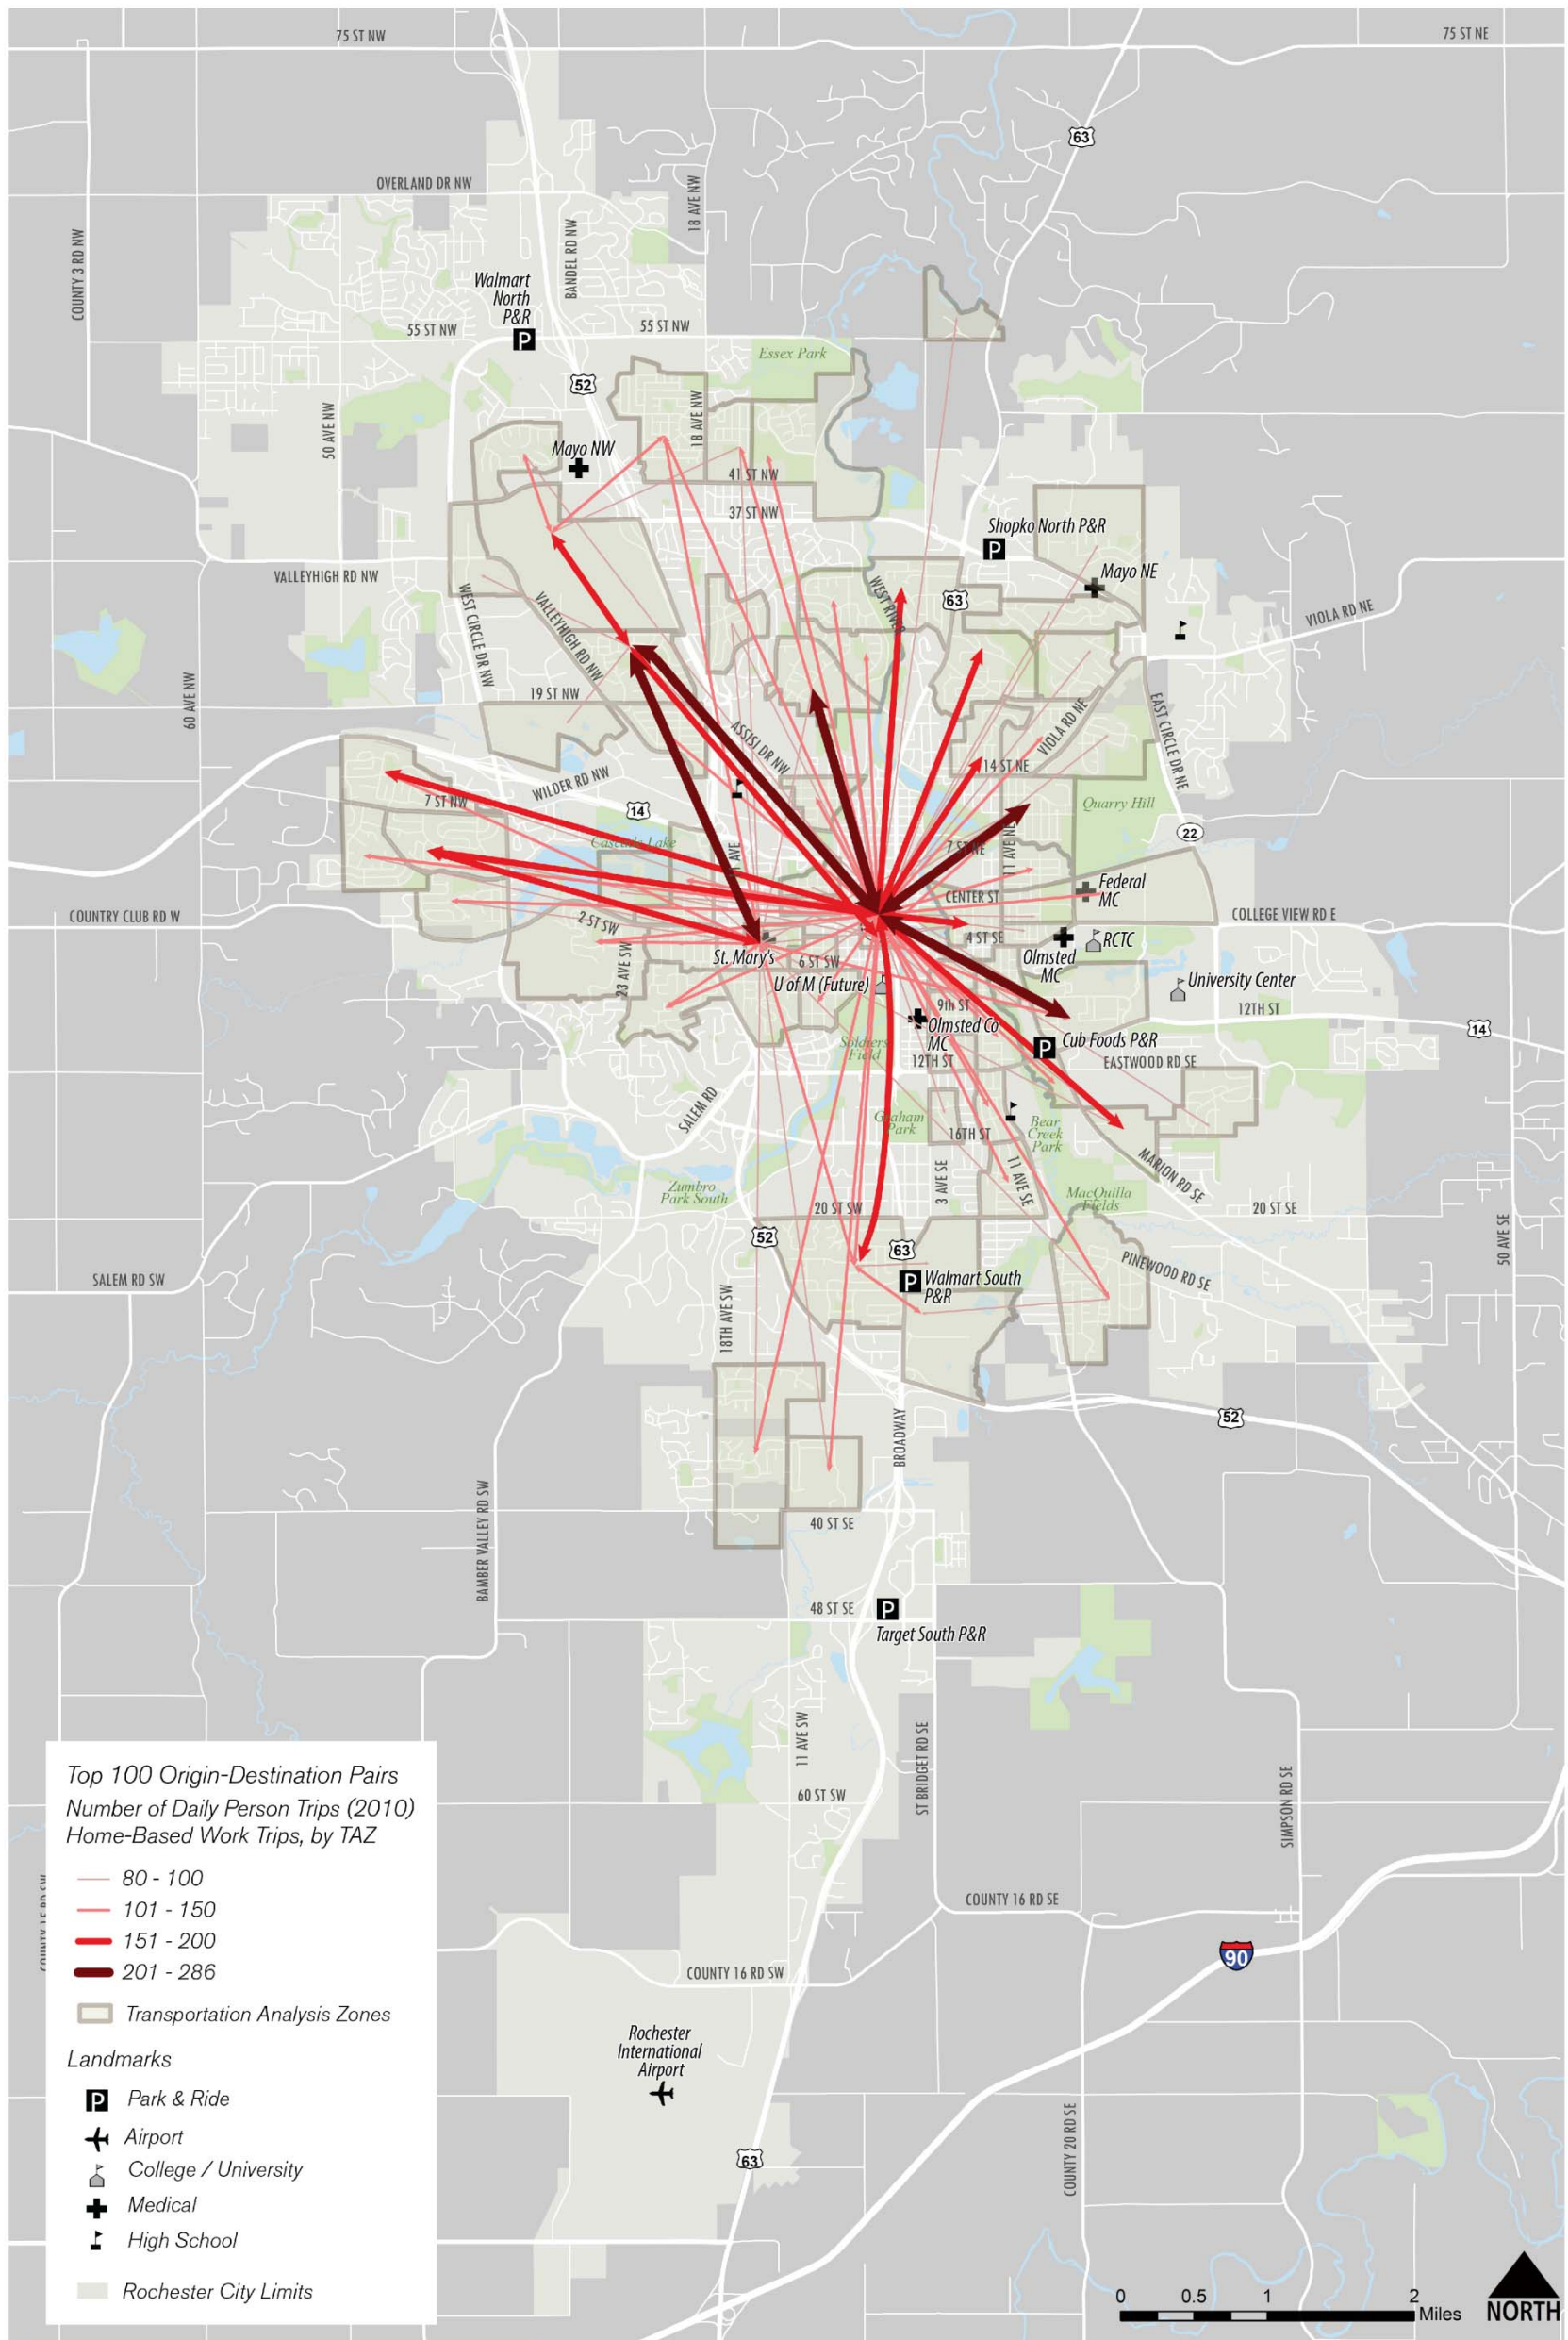 75 ST NW
75 ST NE
63
OVERLAND DR NW
18 AVE NW
COUNTY 3 RD NW
BANDEL RD NW
Walmart
North
P&R
P
55 ST NW
55 ST NW
Essex Park
52
50 AVE NW
18 AVE NW
Mayo NW
41 ST NW
37 ST NW
Shopko North P&R
P
Mayo NE
VALLEYHIGH RD NW
WEST CIRCLE DR NW
VALLEYHIGH RD NW
WEST RIVER
63
VIOLA RD NE
60 AVE NW
19 ST NW
ASSISI DR NW
VIOLA RD NE
EAST CIRCLE DR NE
14 ST NE
WILDER RD NW
7 ST NW
14
Quarry Hill
Cascade Lake
22
7 ST NE
11 AVE NE
Federal
MC
CENTER ST
COUNTRY CLUB RD W
COLLEGE VIEW RD E
2 ST SW
4 ST SE
RCTC
23 AVE SW
St. Mary's
6 ST SW
Olmsted
MC
U of M (Future)
University Center
9th ST
12TH ST
Olmsted Co
MC
14
Soldiers
Field
Cub Foods P&R
P
12TH ST
EASTWOOD RD SE
SALEM RD
Graham
Park
16TH ST
Bear
Creek
Park
3 AVE SE
11 AVE SE
MARION RD SE
Zumbro
Park South
MacQuilla
Fields
20 ST SW
20 ST SE
52
63
50 AVE SE
SALEM RD SW
P
Walmart South
P&R
PINEWOOD RD SE
18TH AVE SW
BROADWAY
52
BAMBER VALLEY RD SW
40 ST SE
48 ST SE
P
Target South P&R
11 AVE SW
ST BRIDGET RD SE
SIMPSON RD SE
60 ST SW
COUNTY 16 RD SE
90
COUNTY 16 RD SW
Rochester
International
Airport
COUNTY 20 RD SE
63
Top 100 Origin-Destination Pairs
Number of Daily Person Trips (2010)
Home-Based Work Trips, by TAZ
80 - 100
101 - 150
151 - 200
201 - 286
Transportation Analysis Zones
Landmarks
P Park & Ride
Airport
College / University
Medical
High School
Rochester City Limits
0 0.5 1 2
Miles
NORTH